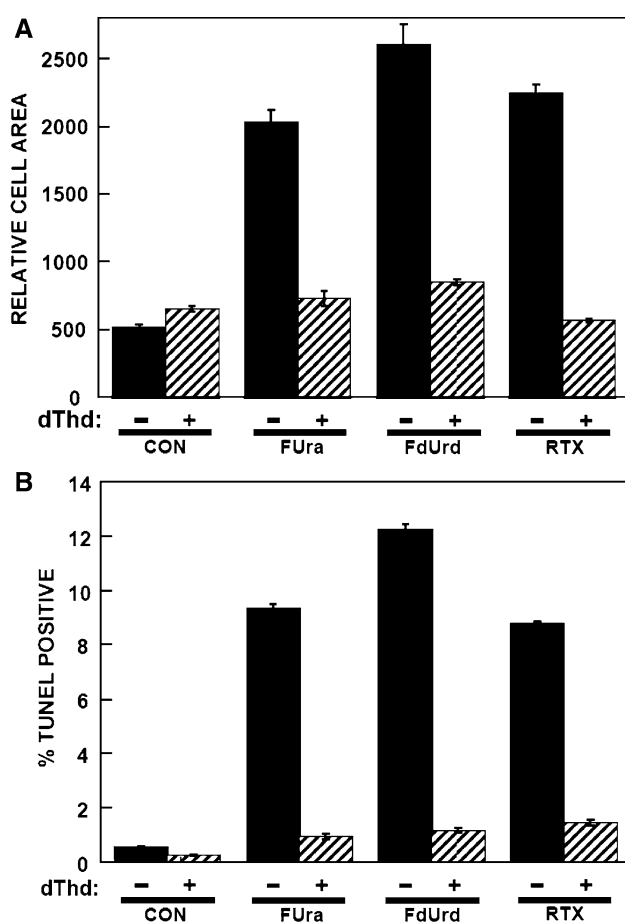 A
RELATIVE CELL AREA
2500
2000
1500
1000
500
0
dThd: − + − + − + − +
CON FUra FdUrd RTX
B
% TUNEL POSITIVE
14
12
10
8
6
4
2
0
dThd: − + − + − + − +
CON FUra FdUrd RTX